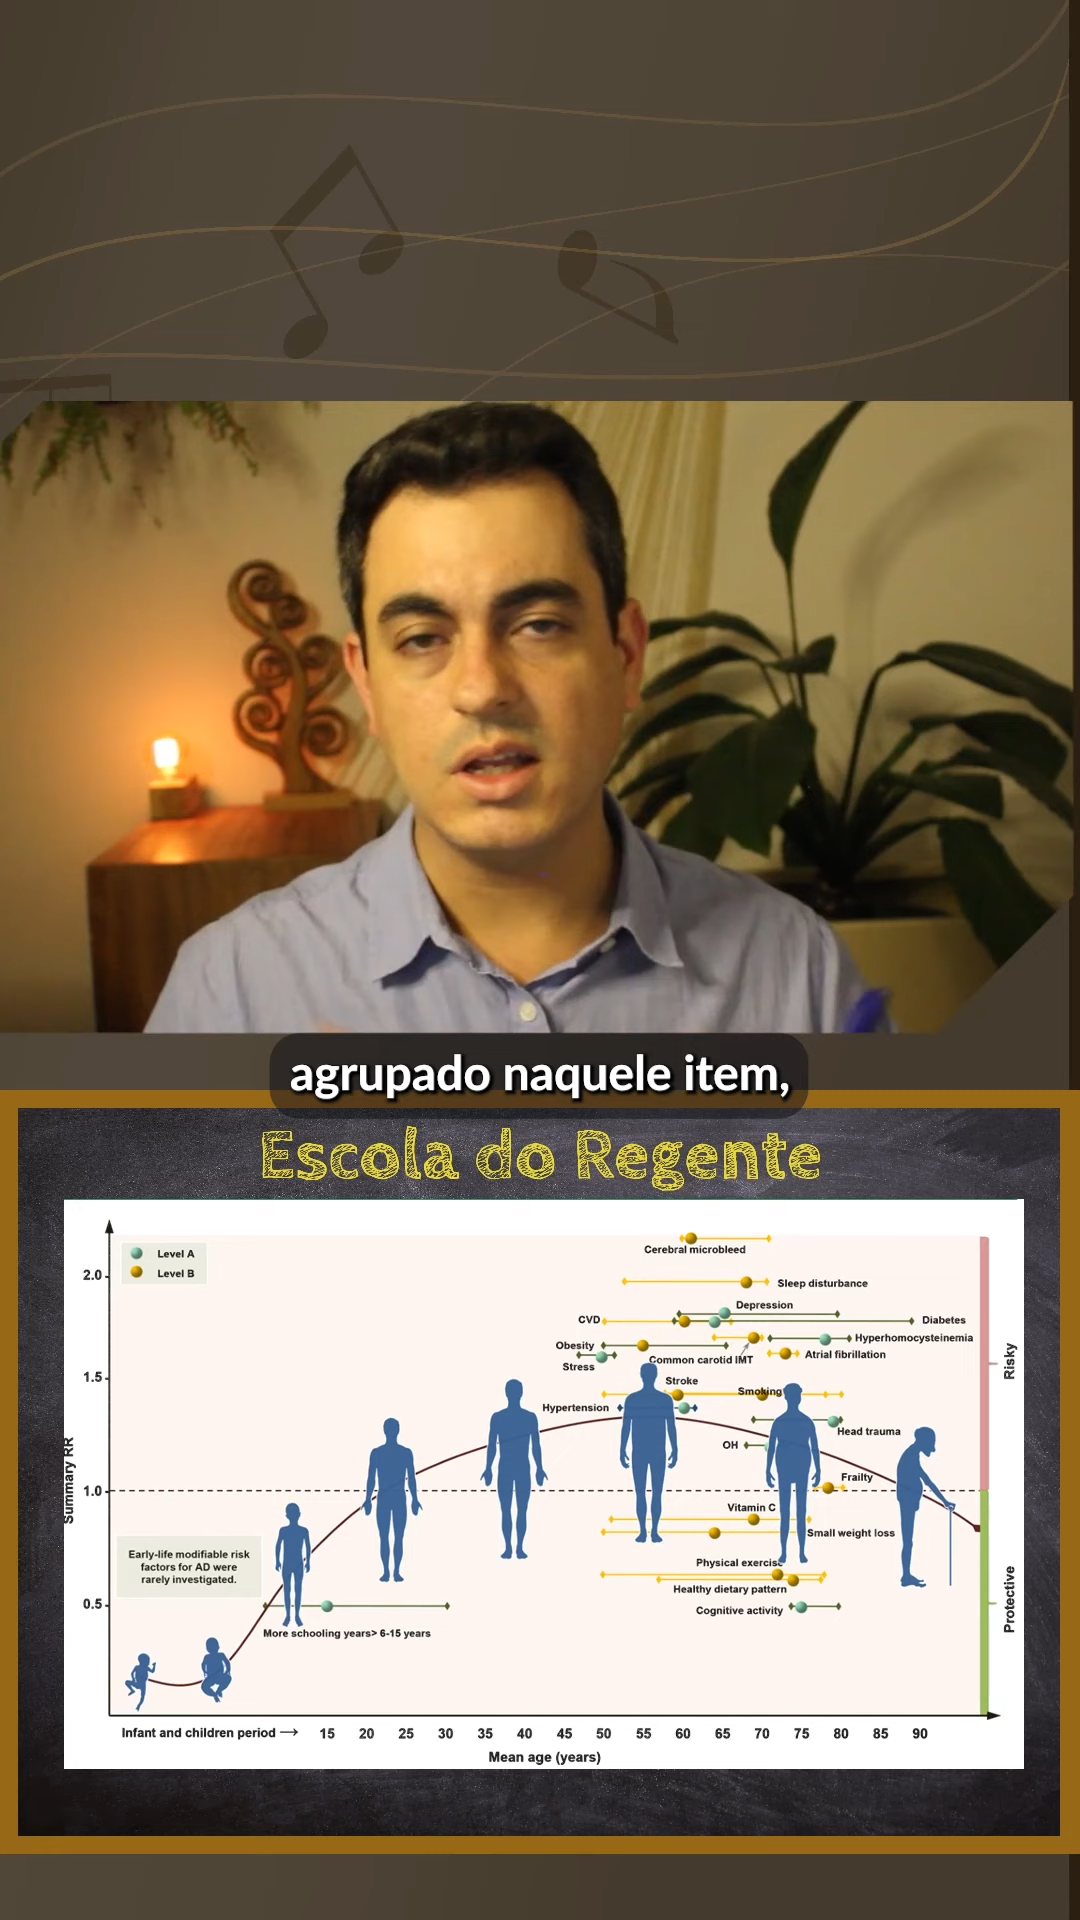 agrupado naquele item,
Escola do Regente
Level A
Level B
2.0
1.5
1.0
0.5
Summary RR
Cerebral microbleed
Sleep disturbance
Depression
CVD
Diabetes
Hyperhomocysteinemia
Obesity
Common carotid IMT
Atrial fibrillation
Stress
Stroke
Smoking
Hypertension
Head trauma
OH
Frailty
Vitamin C
Small weight loss
Physical exercise
Healthy dietary pattern
Cognitive activity
Early-life modifiable risk
factors for AD were
rarely investigated.
More schooling years> 6-15 years
Risky
Protective
Infant and children period → 15 20 25 30 35 40 45 50 55 60 65 70 75 80 85 90
Mean age (years)